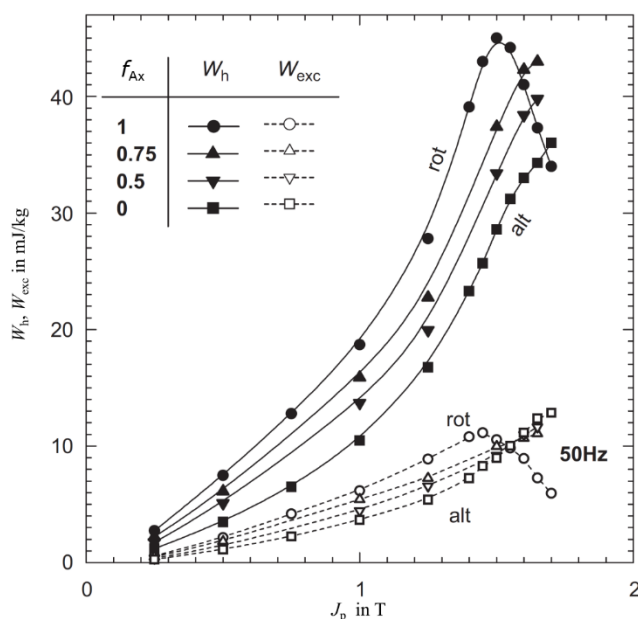 f_Ax W_h W_exc
1
0.75
0.5
0
rot
alt
rot
alt
50Hz
W_h, W_exc in mJ/kg
40
30
20
10
0
0 1 2
J_p in T